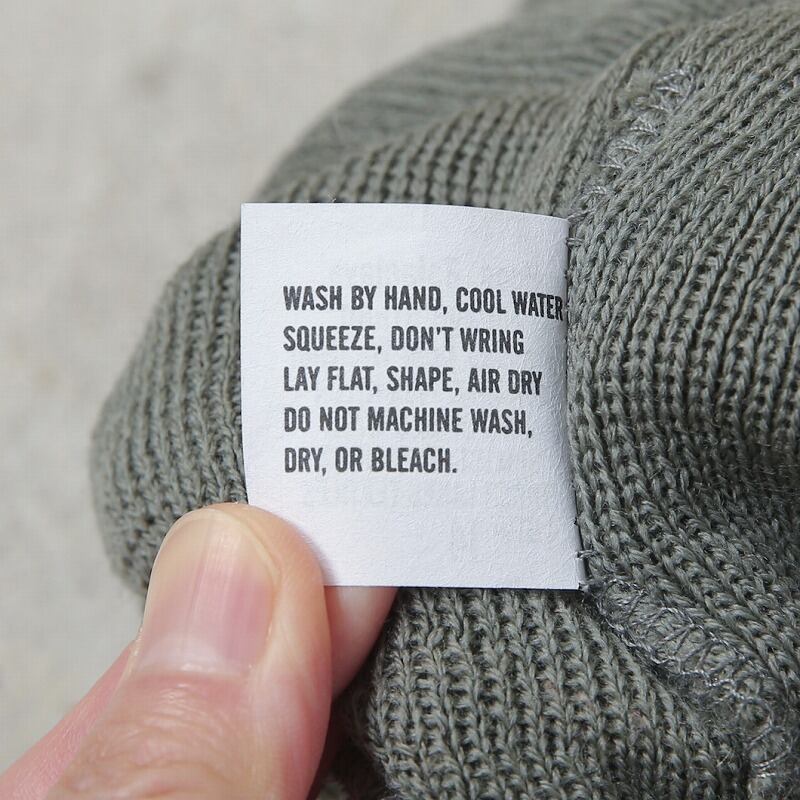 WASH BY HAND, COOL WATER
SQUEEZE, DON'T WRING
LAY FLAT, SHAPE, AIR DRY
DO NOT MACHINE WASH,
DRY, OR BLEACH.